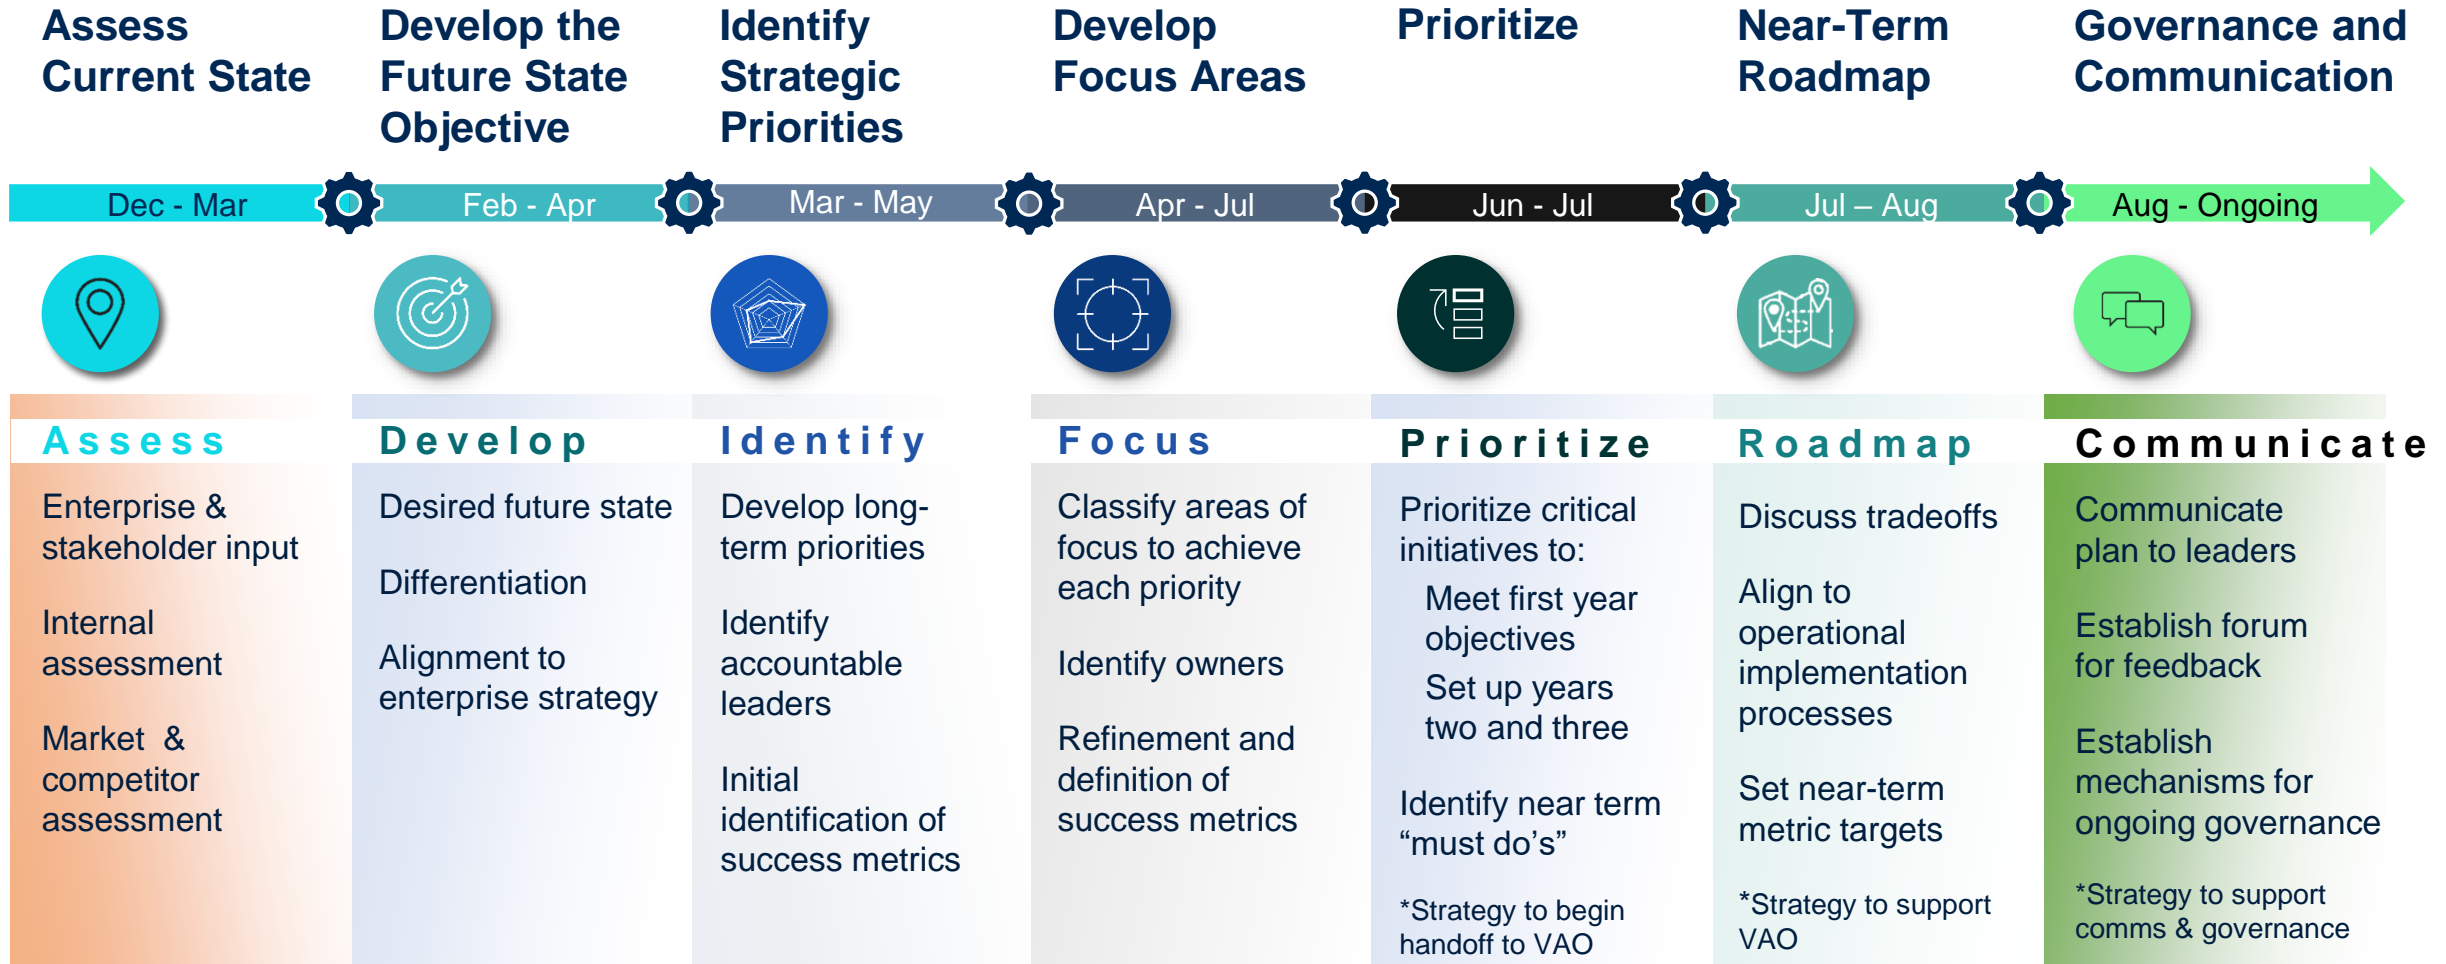 Assess
Current State
Develop the
Future State
Objective
Identify
Strategic
Priorities
Develop
Focus Areas
Prioritize
Near-Term
Roadmap
Governance and
Communication
Dec - Mar
Feb - Apr
Mar - May
Apr - Jul
Jun - Jul
Jul – Aug
Aug - Ongoing
Assess
Enterprise &
stakeholder input
Internal
assessment
Market &
competitor
assessment
Develop
Desired future state
Differentiation
Alignment to
enterprise strategy
Identify
Develop long-
term priorities
Identify
accountable
leaders
Initial
identification of
success metrics
Focus
Classify areas of
focus to achieve
each priority
Identify owners
Refinement and
definition of
success metrics
Prioritize
Prioritize critical
initiatives to:
Meet first year
objectives
Set up years
two and three
Identify near term
“must do’s”
*Strategy to begin
handoff to VAO
Roadmap
Discuss tradeoffs
Align to
operational
implementation
processes
Set near-term
metric targets
*Strategy to support
VAO
Communicate
Communicate
plan to leaders
Establish forum
for feedback
Establish
mechanisms for
ongoing governance
*Strategy to support
comms & governance